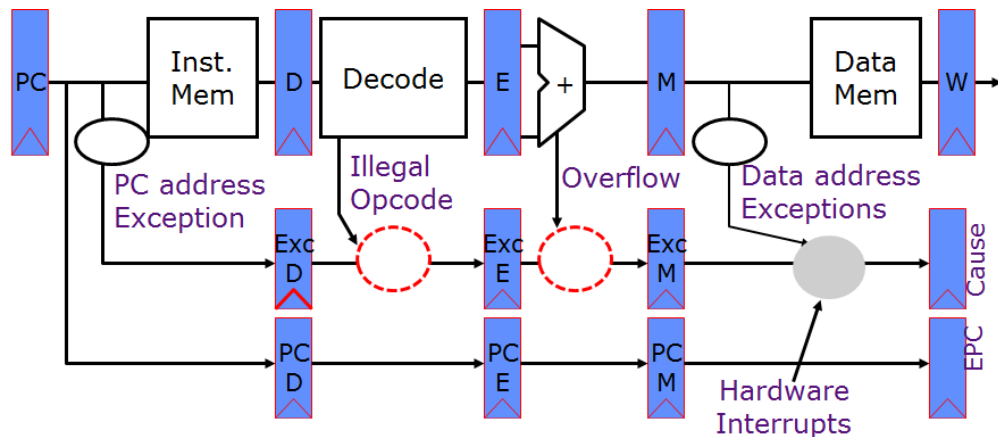 PC
Inst.
Mem
D
Decode
E
+
M
Data
Mem
W
PC address
Exception
Illegal
Opcode
Overflow
Data address
Exceptions
Exc
D
Exc
E
Exc
M
Cause
PC
D
PC
E
PC
M
EPC
Hardware
Interrupts